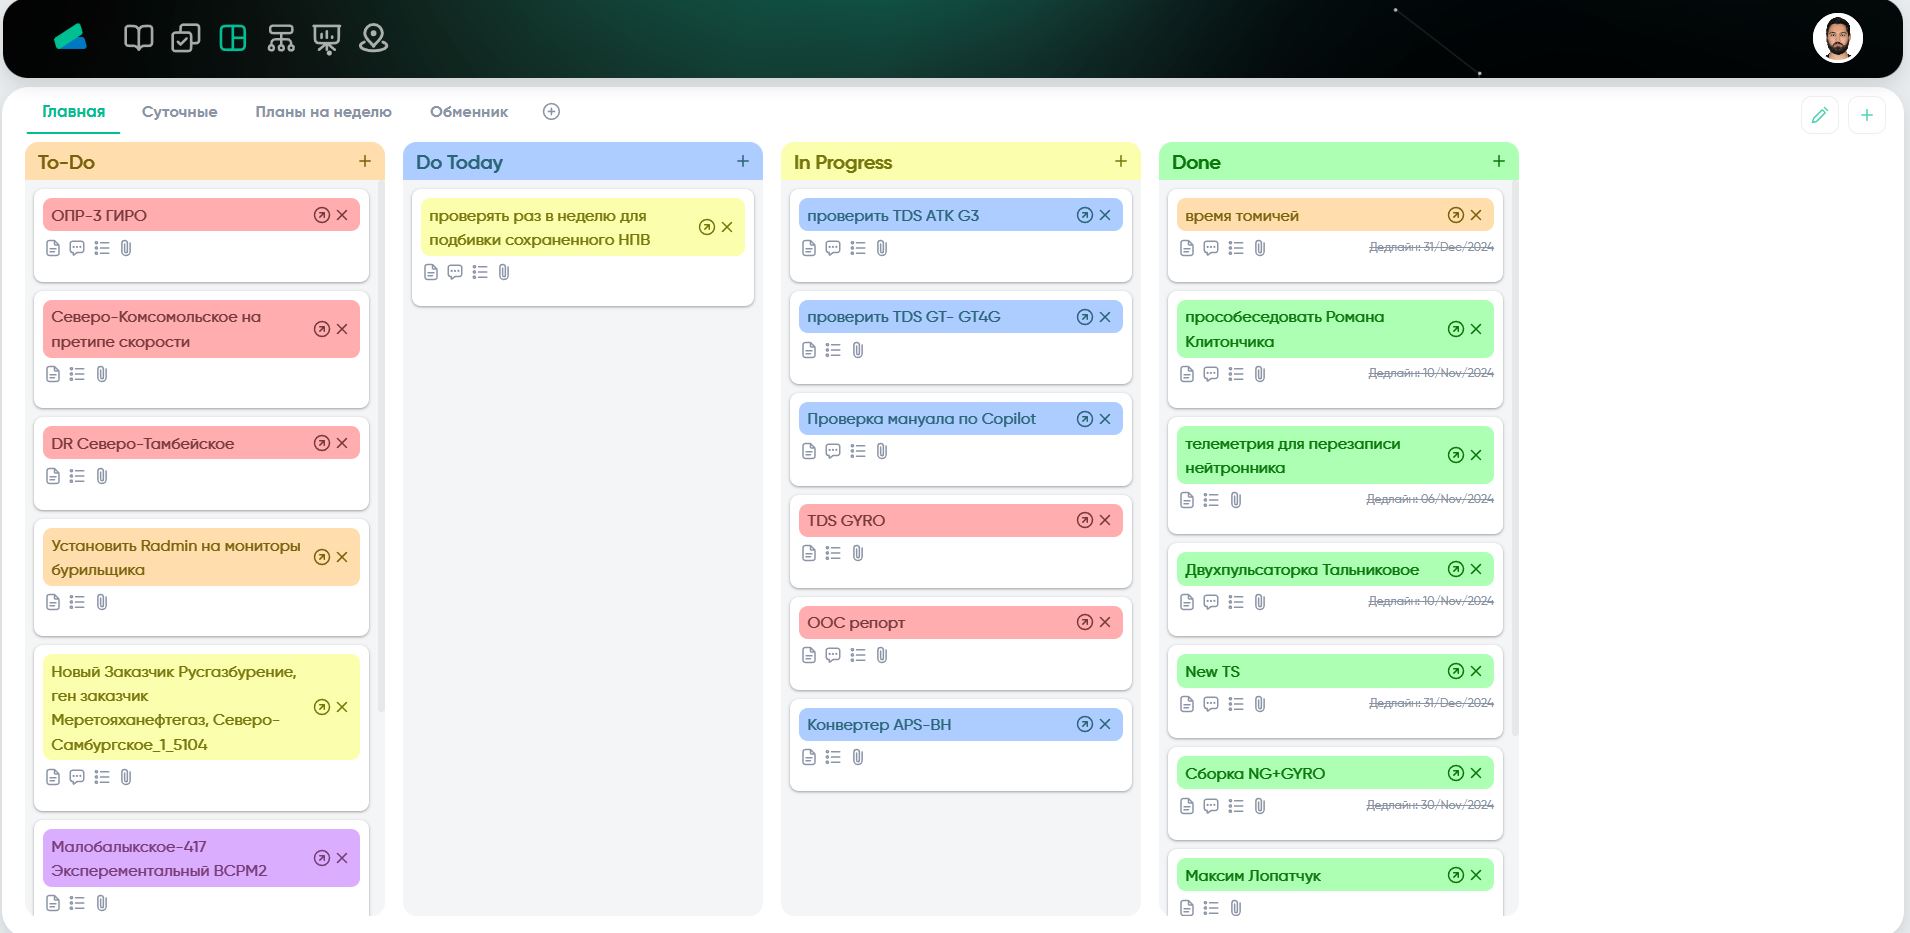 Главная
Суточные
Планы на неделю
Обменник
To-Do
ОПР-3 ГИРО
Северо-Комсомольское на
претипе скорости
DR Северо-Тамбейское
Установить Radmin на мониторы
бурильщика
Новый Заказчик Русгазбурение,
ген заказчик
Меретояханефтегаз, Северо-
Самбургское_1_5104
Малобалыкское-417
Эксперементальный ВСРМ2
Do Today
проверять раз в неделю для
подбивки сохраненного НПВ
In Progress
проверить TDS ATK G3
проверить TDS GT- GT4G
Проверка мануала по Copilot
TDS GYRO
ООС репорт
Конвертер APS-BH
Done
время томичей
Дедлайн: 31/Dec/2024
прособеседовать Романа
Клитончика
Дедлайн: 10/Nov/2024
телеметрия для перезаписи
нейтронника
Дедлайн: 06/Nov/2024
Двухпульсаторка Тальниковое
Дедлайн: 10/Nov/2024
New TS
Дедлайн: 31/Dec/2024
Сборка NG+GYRO
Дедлайн: 30/Nov/2024
Максим Лопатчук